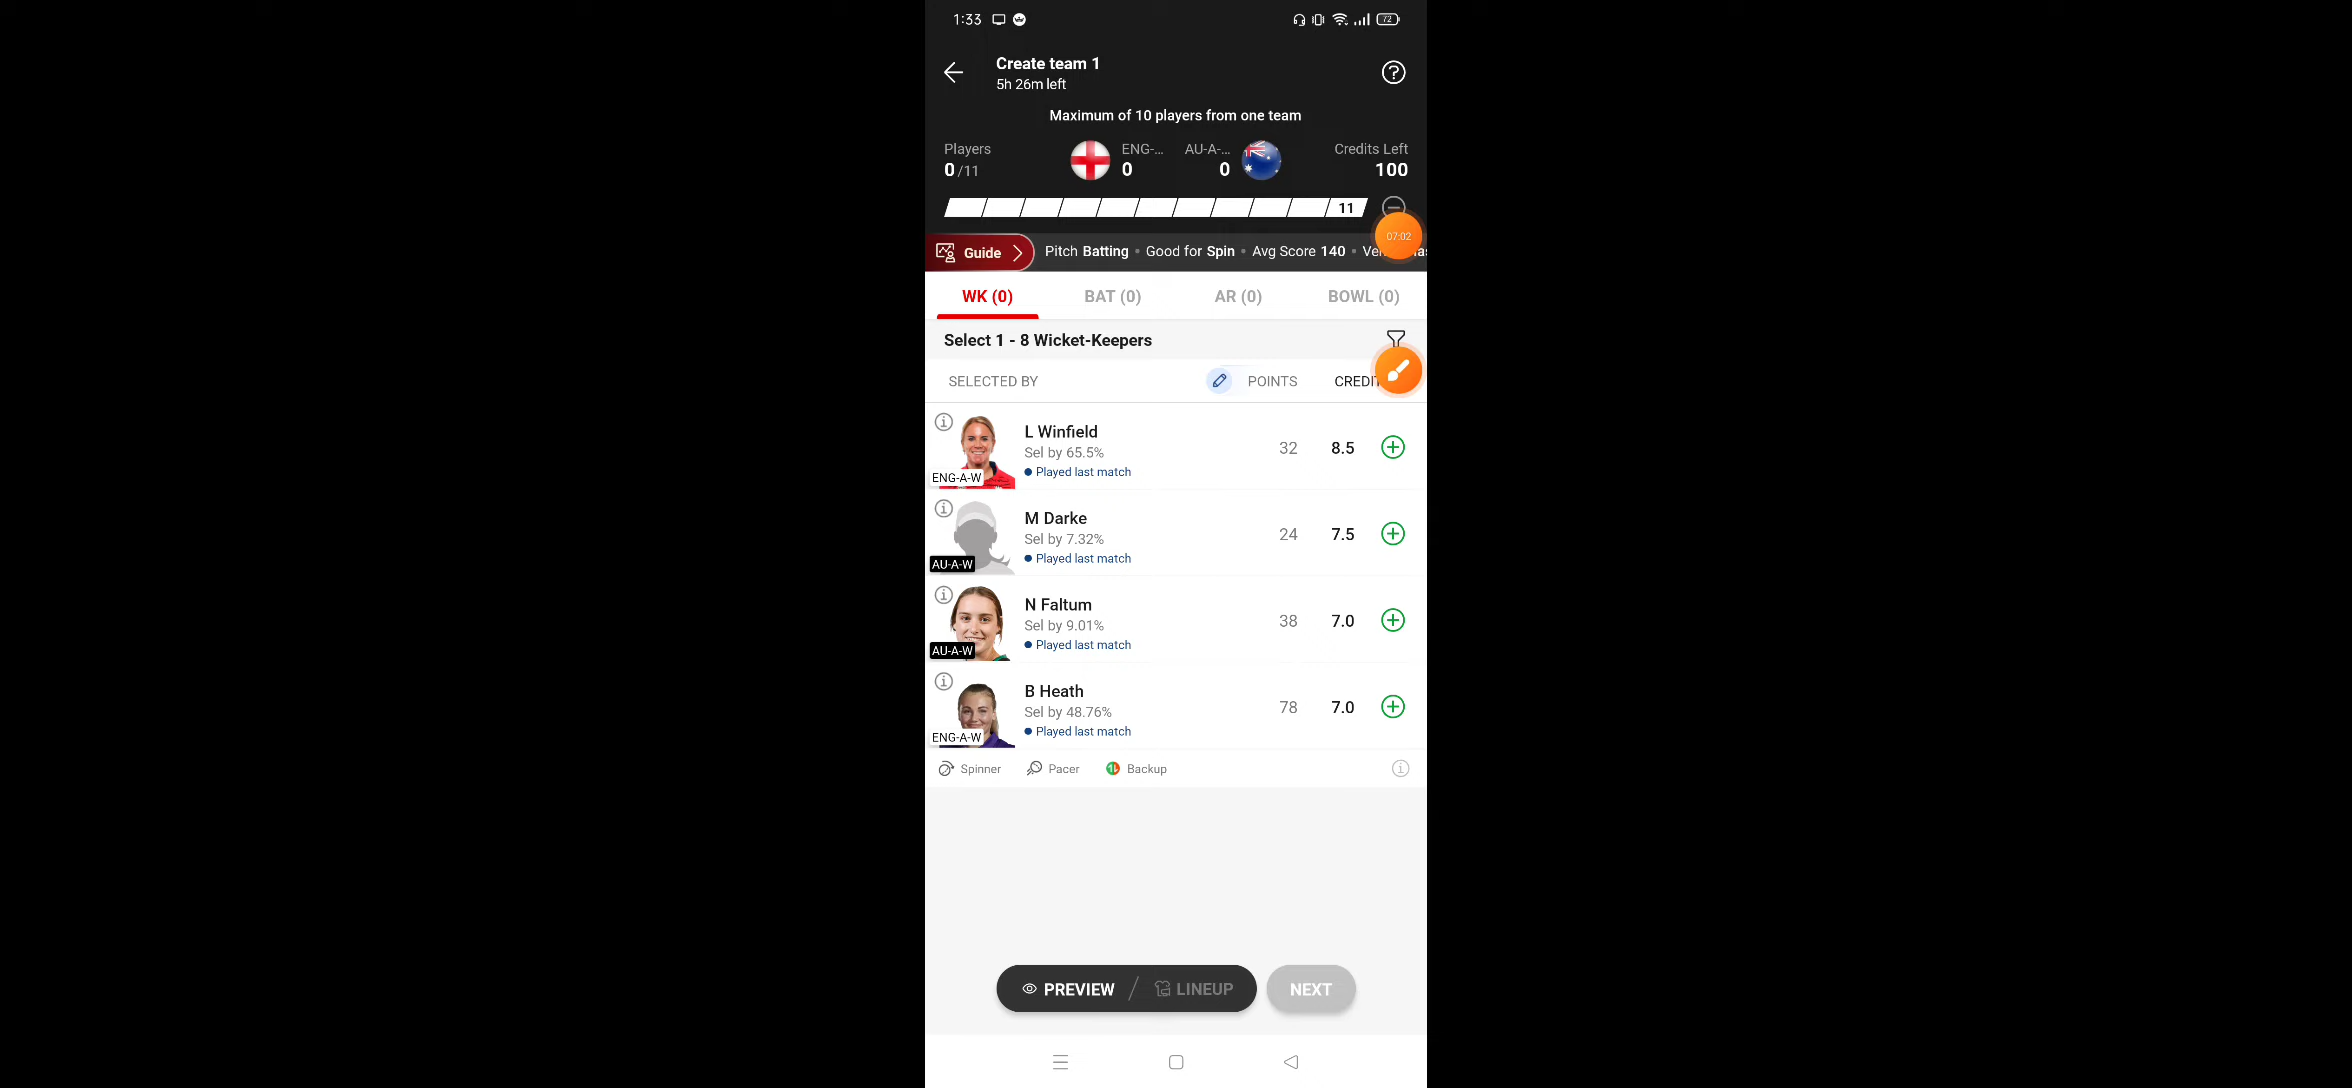 1:33
72
Create team 1
5h 26m left
Maximum of 10 players from one team
Players
0/11
ENG-...
0
AU-A-...
0
Credits Left
100
11
07:02
Guide
Pitch Batting • Good for Spin • Avg Score 140 •
WK (0)
BAT (0)
AR (0)
BOWL (0)
Select 1 - 8 Wicket-Keepers
SELECTED BY
POINTS
L Winfield
Sel by 65.5%
Played last match
ENG-A-W
32
8.5
M Darke
Sel by 7.32%
Played last match
AU-A-W
24
7.5
N Faltum
Sel by 9.01%
Played last match
AU-A-W
38
7.0
B Heath
Sel by 48.76%
Played last match
ENG-A-W
78
7.0
Spinner
Pacer
Backup
PREVIEW / LINEUP
NEXT